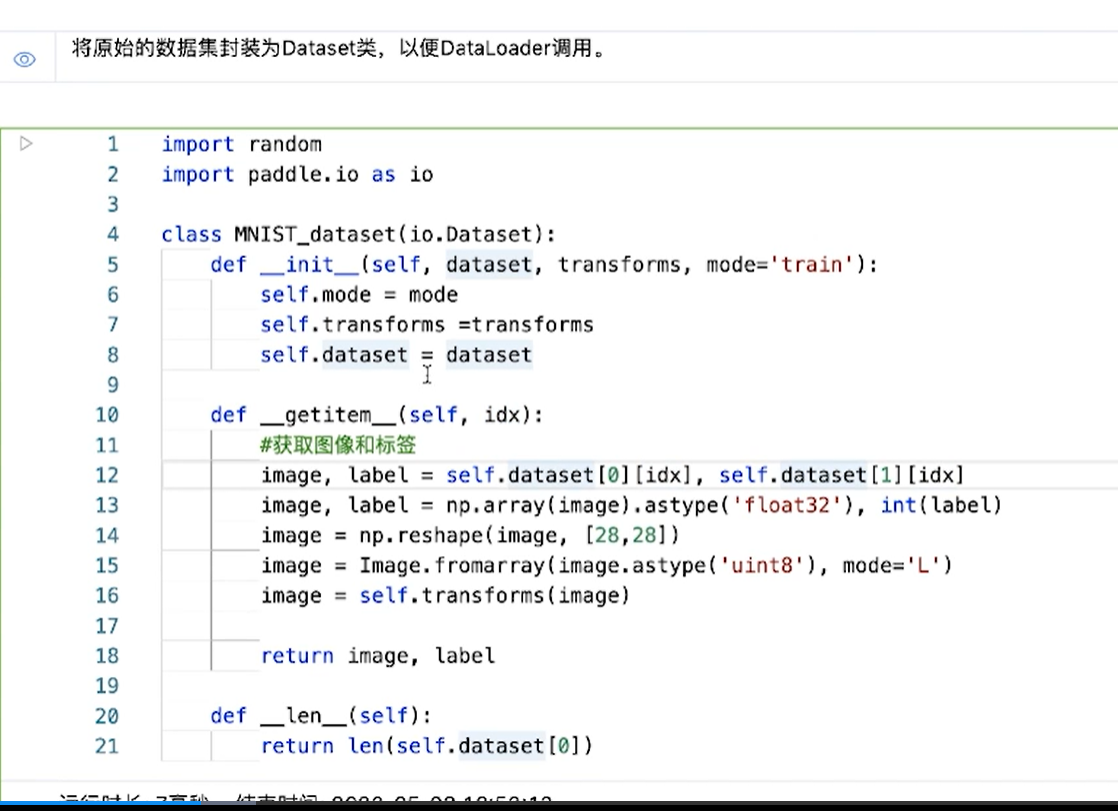 将原始的数据集封装为Dataset类，以便DataLoader调用。
1 import random
2 import paddle.io as io
3
4 class MNIST_dataset(io.Dataset):
5     def __init__(self, dataset, transforms, mode='train'):
6         self.mode = mode
7         self.transforms =transforms
8         self.dataset = dataset
9
10     def __getitem__(self, idx):
11         #获取图像和标签
12         image, label = self.dataset[0][idx], self.dataset[1][idx]
13         image, label = np.array(image).astype('float32'), int(label)
14         image = np.reshape(image, [28,28])
15         image = Image.fromarray(image.astype('uint8'), mode='L')
16         image = self.transforms(image)
17
18         return image, label
19
20     def __len__(self):
21         return len(self.dataset[0])